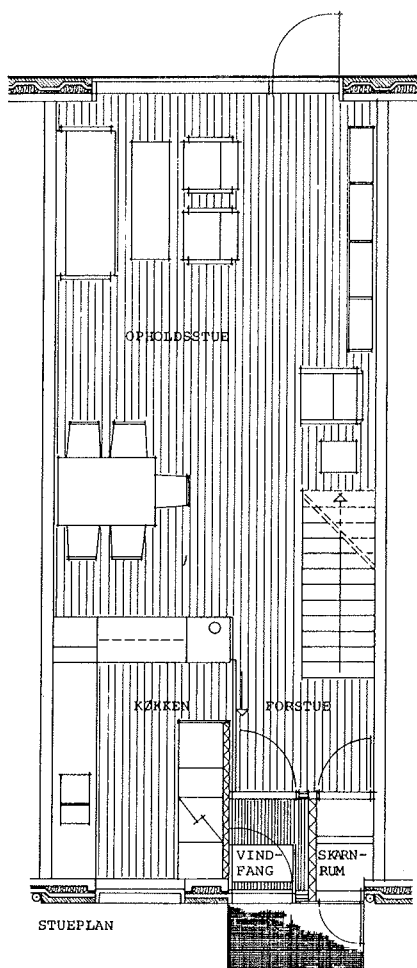 OPHOLDSSTUE
KØKKEN
FORSTUE
VIND-
FANG
SKARN-
RUM
STUEPLAN